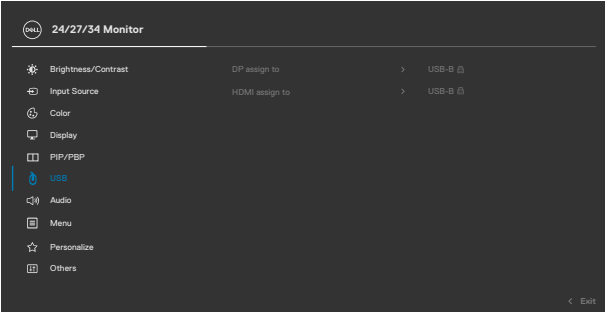 DELL 24/27/34 Monitor
Brightness/Contrast DP assign to > USB-B
Input Source HDMI assign to > USB-B
Color
Display
PIP/PBP
USB
Audio
Menu
Personalize
Others
< Exit